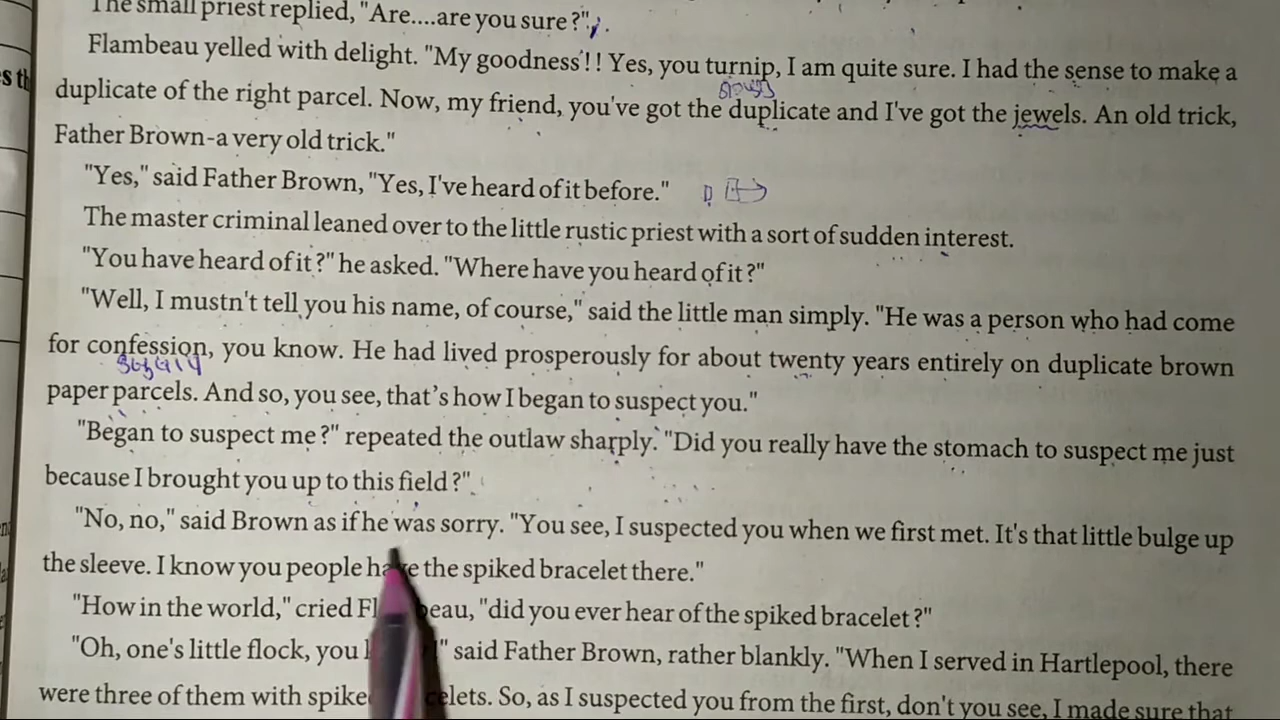 The small priest replied, "Are....are you sure?"
Flambeau yelled with delight. "My goodness!! Yes, you turnip, I am quite sure. I had the sense to make a
duplicate of the right parcel. Now, my friend, you've got the duplicate and I've got the jewels. An old trick,
Father Brown-a very old trick."
"Yes," said Father Brown, "Yes, I've heard of it before."
The master criminal leaned over to the little rustic priest with a sort of sudden interest.
"You have heard of it?" he asked. "Where have you heard of it?"
"Well, I mustn't tell you his name, of course," said the little man simply. "He was a person who had come
for confession, you know. He had lived prosperously for about twenty years entirely on duplicate brown
paper parcels. And so, you see, that's how I began to suspect you."
"Began to suspect me?" repeated the outlaw sharply. "Did you really have the stomach to suspect me just
because I brought you up to this field?"
"No, no," said Brown as if he was sorry. "You see, I suspected you when we first met. It's that little bulge up
the sleeve. I know you people have the spiked bracelet there."
"How in the world," cried Flambeau, "did you ever hear of the spiked bracelet?"
"Oh, one's little flock, you said Father Brown, rather blankly. "When I served in Hartlepool, there
were three of them with spiked bracelets. So, as I suspected you from the first, don't you see, I made sure that